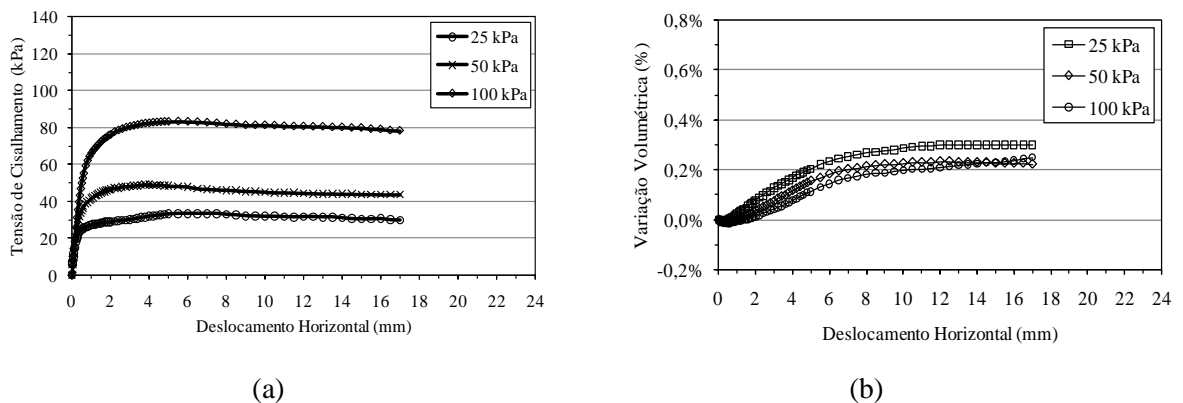 Tensão de Cisalhamento (kPa)
140
120
100
80
60
40
20
0
0 2 4 6 8 10 12 14 16 18 20 22 24
Deslocamento Horizontal (mm)
25 kPa
50 kPa
100 kPa
(a)
Variação Volumétrica (%)
0,8%
0,6%
0,4%
0,2%
0,0%
-0,2%
0 2 4 6 8 10 12 14 16 18 20 22 24
Deslocamento Horizontal (mm)
25 kPa
50 kPa
100 kPa
(b)